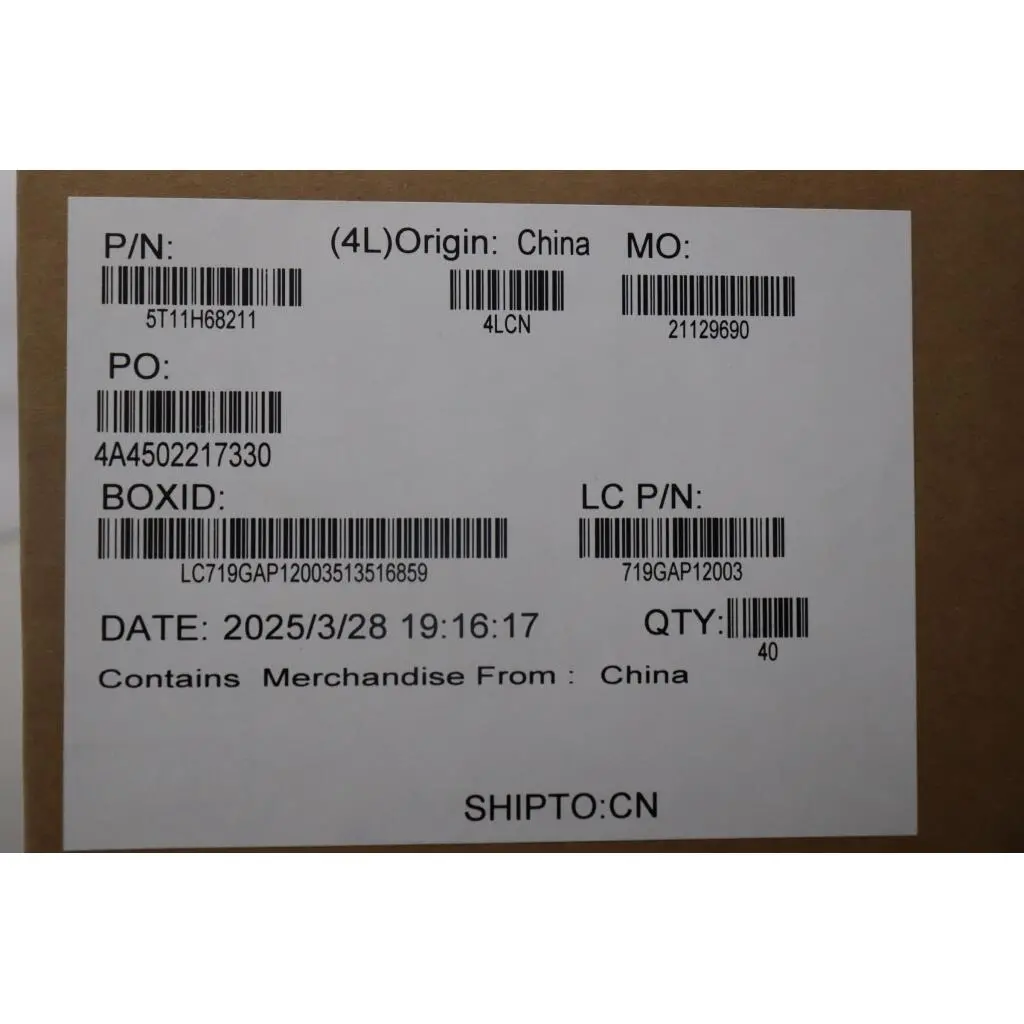 P/N: (4L)Origin: China MO:
5T11H68211 4LCN 21129690
PO:
4A4502217330
BOXID: LC P/N:
LC719GAP12003513516859 719GAP12003
DATE: 2025/3/28 19:16:17 QTY:
40
Contains Merchandise From : China
SHIPTO:CN